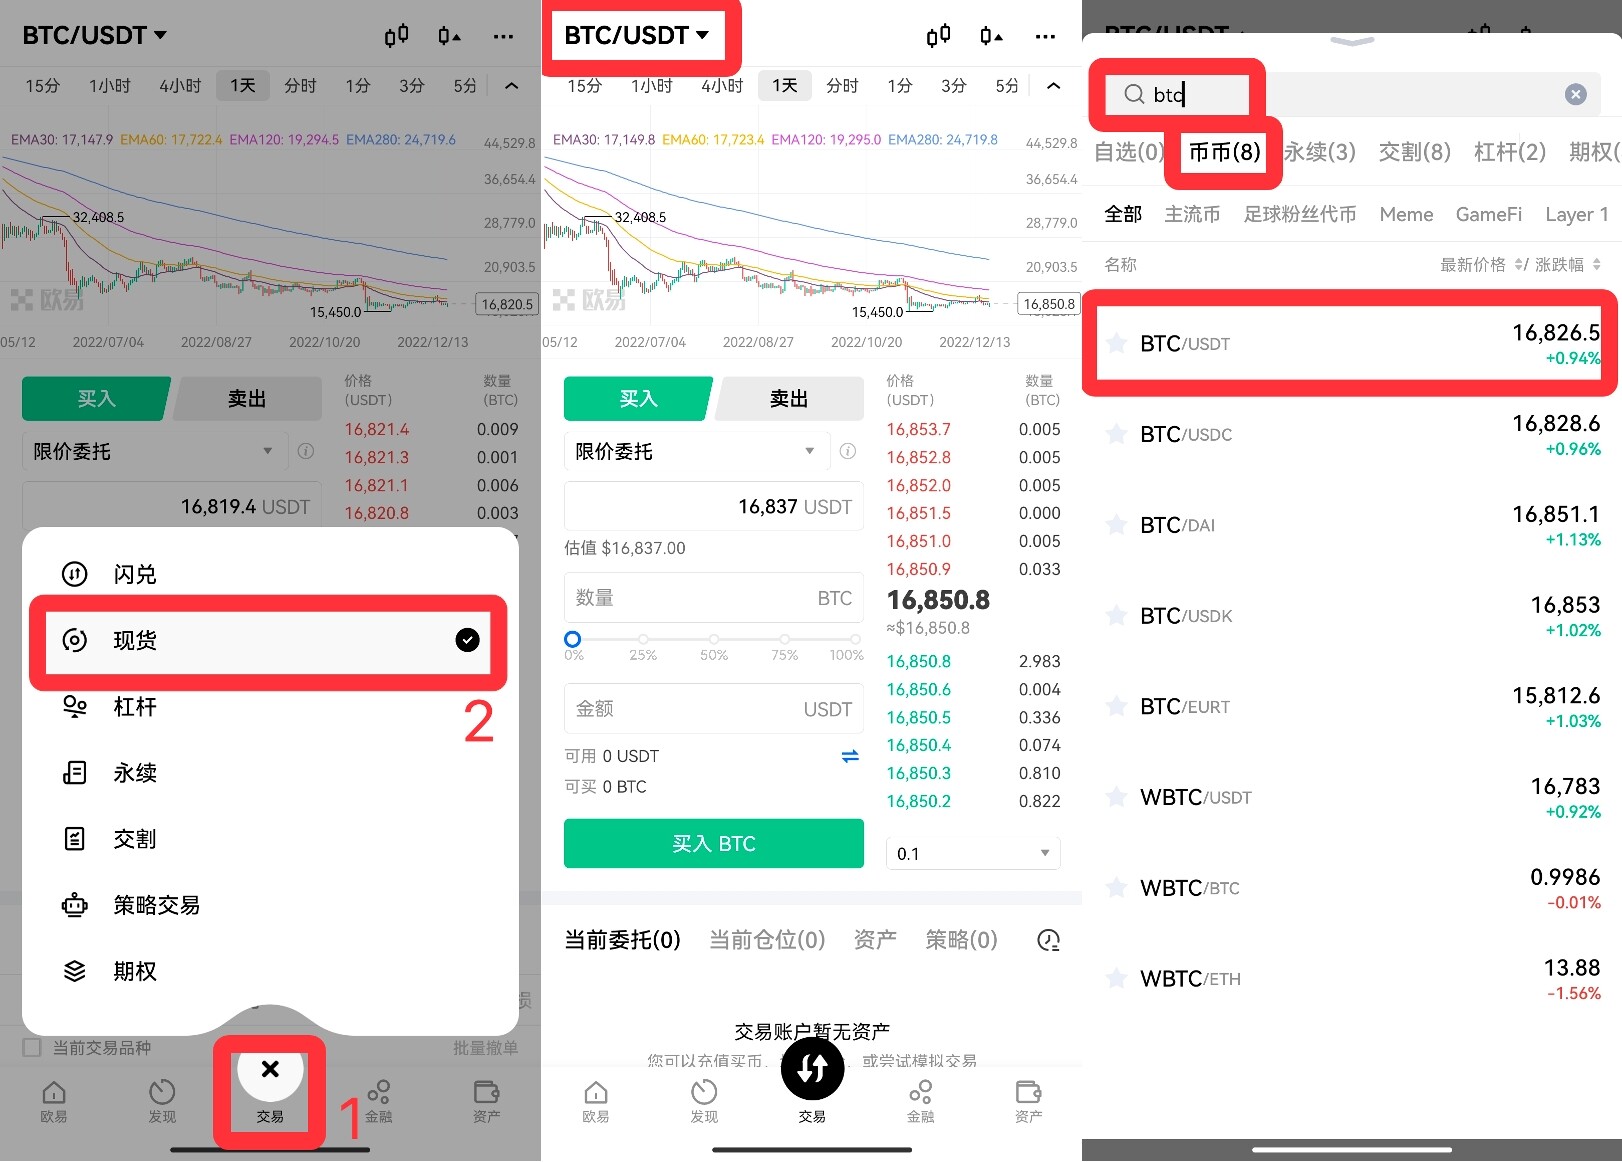 BTC/USDT
15分 1小时 4小时 1天 分时 1分 3分 5分
EMA30: 17,147.9 EMA60: 17,722.4 EMA120: 19,294.5 EMA280: 24,719.6
44,529.8
36,654.4
32,408.5
28,779.0
20,903.5
欧易
16,820.5
15,450.0
05/12 2022/07/04 2022/08/27 2022/10/20 2022/12/13
买入 卖出
价格 数量
(USDT) (BTC)
限价委托
16,821.4 0.009
16,821.3 0.001
16,819.4 USDT
16,821.1 0.006
16,820.8 0.003
闪兑
现货
杠杆
2
永续
交割
策略交易
期权
当前交易品种 批量撤单
1
欧易 发现 交易 金融 资产
BTC/USDT
15分 1小时 4小时 1天 分时 1分 3分 5分
EMA30: 17,149.8 EMA60: 17,723.4 EMA120: 19,295.0 EMA280: 24,719.8
44,529.8
36,654.4
32,408.5
28,779.0
20,903.5
欧易
16,850.8
15,450.0
05/12 2022/07/04 2022/08/27 2022/10/20 2022/12/13
买入 卖出
限价委托
16,837 USDT
估值 $16,837.00
数量 BTC
0% 25% 50% 75% 100%
金额 USDT
可用 0 USDT
可买 0 BTC
买入 BTC
价格 数量
(USDT) (BTC)
16,853.7 0.005
16,852.8 0.005
16,852.0 0.005
16,851.5 0.000
16,851.0 0.005
16,850.9 0.033
16,850.8
≈$16,850.8
16,850.8 2.983
16,850.6 0.004
16,850.5 0.336
16,850.4 0.074
16,850.3 0.810
16,850.2 0.822
0.1
当前委托(0) 当前仓位(0) 资产 策略(0)
交易账户暂无资产
您可以充值买币、 或尝试模拟交易
欧易 发现 交易 金融 资产
btc
自选(0) 币币(8) 永续(3) 交割(8) 杠杆(2) 期权(
全部 主流币 足球粉丝代币 Meme GameFi Layer 1
名称 最新价格 / 涨跌幅
BTC/USDT 16,826.5
+0.94%
BTC/USDC 16,828.6
+0.96%
BTC/DAI 16,851.1
+1.13%
BTC/USDK 16,853
+1.02%
BTC/EURT 15,812.6
+1.03%
WBTC/USDT 16,783
+0.92%
WBTC/BTC 0.9986
-0.01%
WBTC/ETH 13.88
-1.56%